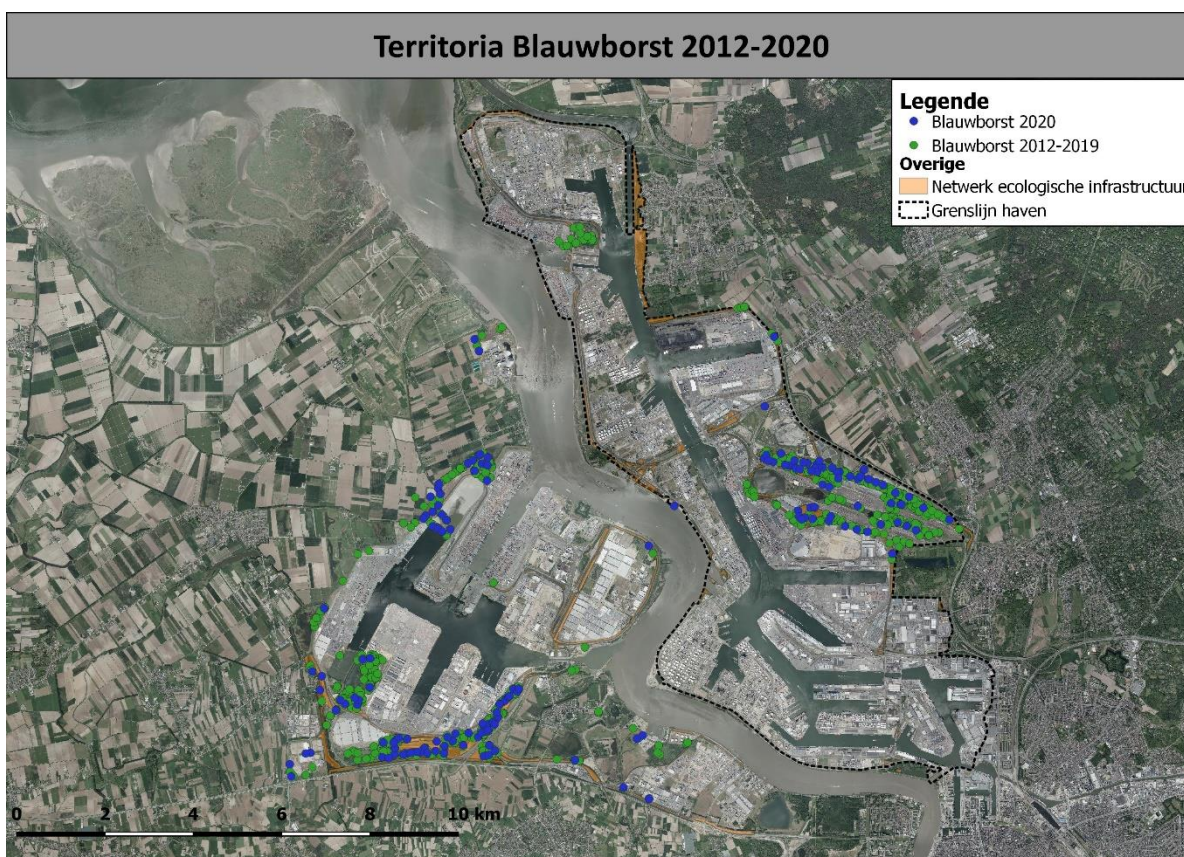 Territoria Blauwborst 2012-2020
Legende
Blauwborst 2020
Blauwborst 2012-2019
Overige
Netwerk ecologische infrastructuur
Grenslijn haven
0 2 4 6 8 10 km